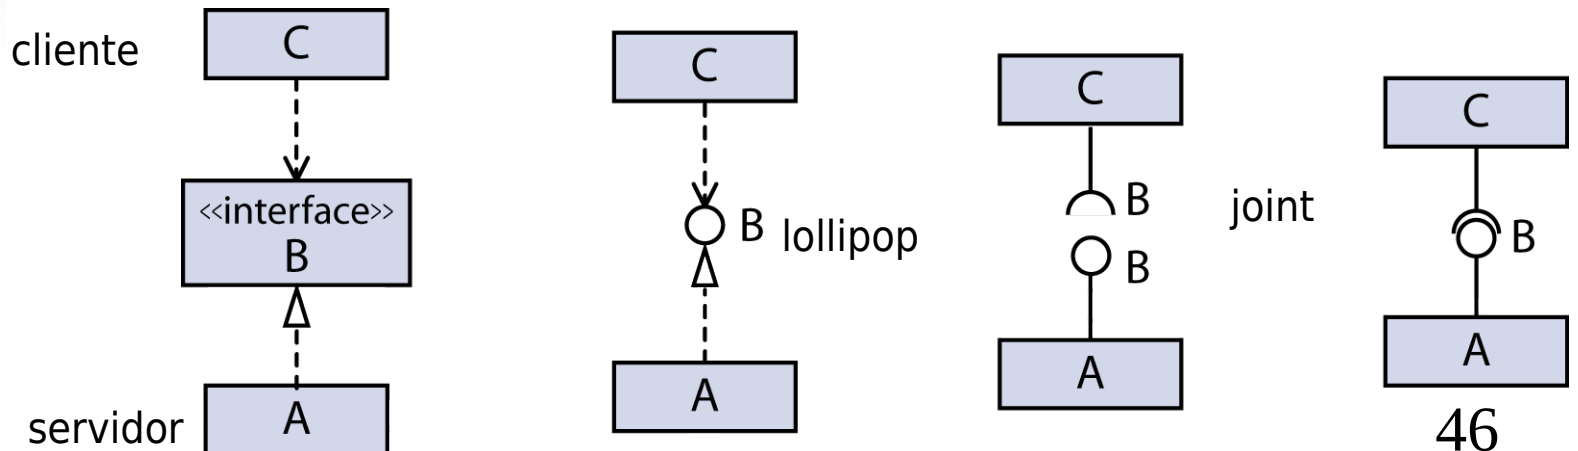 cliente
C
<<interface>>
B
A
servidor
C
B
lollipop
A
C
B
B
A
joint
C
B
A
46